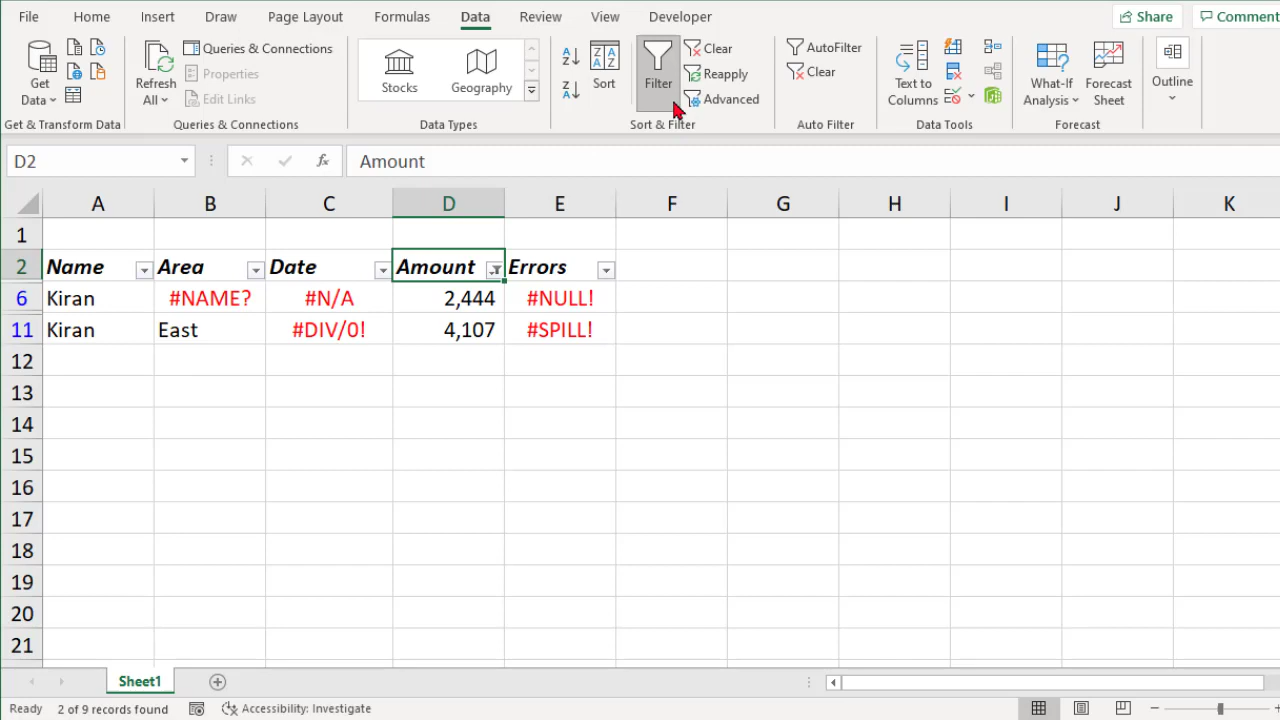 File Home Insert Draw Page Layout Formulas Data Review View Developer Share Comment
Get Data
Refresh All
Queries & Connections
Properties
Edit Links
Stocks
Geography
Sort
Filter
Clear
Reapply
Advanced
AutoFilter
Clear
Text to Columns
What-If Analysis
Forecast Sheet
Outline
Get & Transform Data Queries & Connections Data Types Sort & Filter Auto Filter Data Tools Forecast
D2 fx Amount
A B C D E F G H I J K
1
2 Name Area Date Amount Errors
6 Kiran #NAME? #N/A 2,444 #NULL!
11 Kiran East #DIV/0! 4,107 #SPILL!
12
13
14
15
16
17
18
19
20
21
Sheet1
Ready 2 of 9 records found Accessibility: Investigate